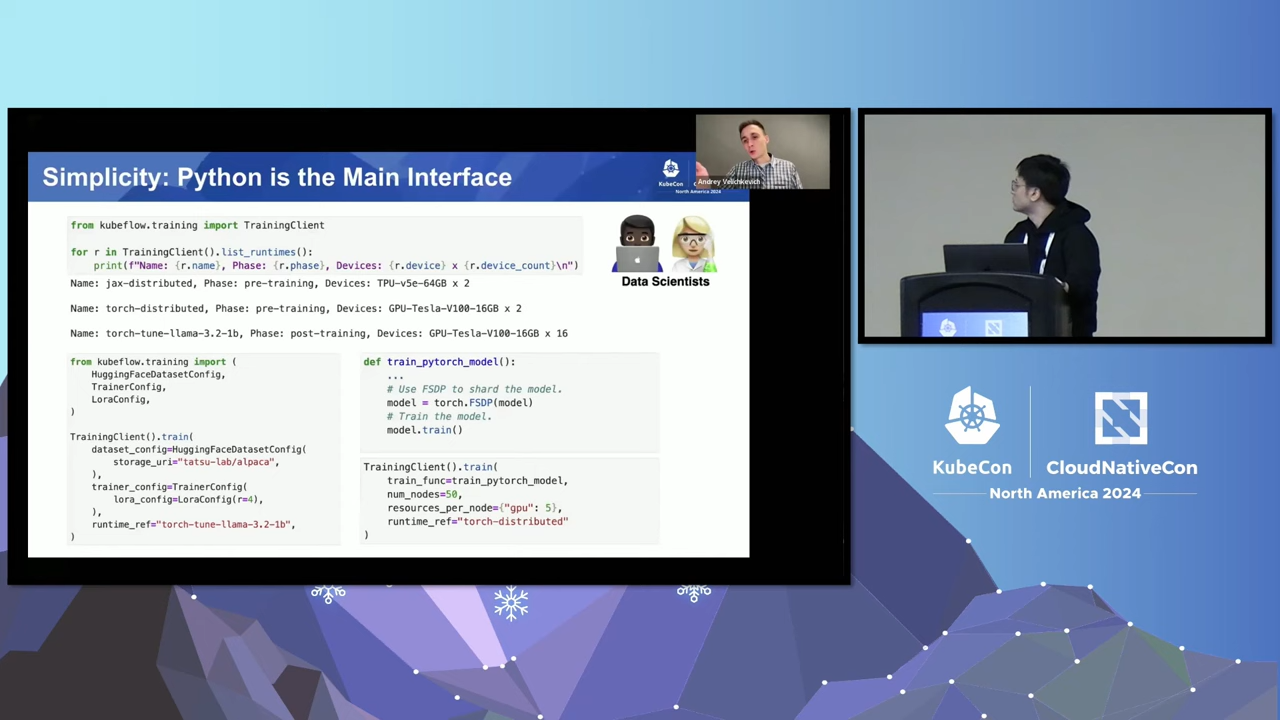 Simplicity: Python is the Main Interface
KubeCon
North America 2024
Andrey Velichkevich
from kubeflow.training import TrainingClient
for r in TrainingClient().list_runtimes():
    print(f"Name: {r.name}, Phase: {r.phase}, Devices: {r.device} x {r.device_count}\n")
Name: jax-distributed, Phase: pre-training, Devices: TPU-v5e-64GB x 2
Name: torch-distributed, Phase: pre-training, Devices: GPU-Tesla-V100-16GB x 2
Name: torch-tune-llama-3.2-1b, Phase: post-training, Devices: GPU-Tesla-V100-16GB x 16
Data Scientists
from kubeflow.training import (
    HuggingFaceDatasetConfig,
    TrainerConfig,
    LoraConfig,
)
TrainingClient().train(
    dataset_config=HuggingFaceDatasetConfig(
        storage_uri="tatsu-lab/alpaca",
    ),
    trainer_config=TrainerConfig(
        lora_config=LoraConfig(r=4),
    ),
    runtime_ref="torch-tune-llama-3.2-1b",
)
def train_pytorch_model():
    ...
    # Use FSDP to shard the model.
    model = torch.FSDP(model)
    # Train the model.
    model.train()
TrainingClient().train(
    train_func=train_pytorch_model,
    num_nodes=50,
    resources_per_node={"gpu": 5},
    runtime_ref="torch-distributed"
)
KubeCon
CloudNativeCon
North America 2024